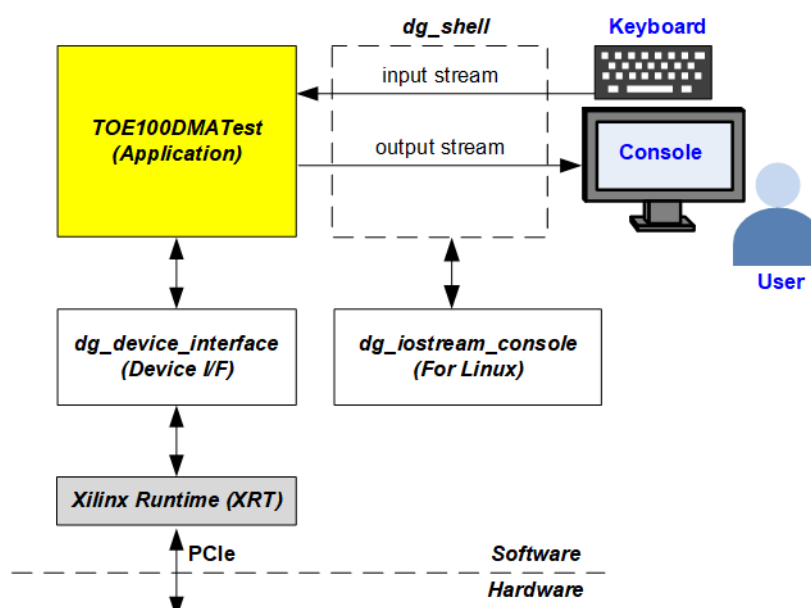 dg_shell
Keyboard
input stream
TOE100DMATest
(Application)
output stream
Console
User
dg_device_interface
(Device I/F)
dg_iostream_console
(For Linux)
Xilinx Runtime (XRT)
PCIe
Software
Hardware